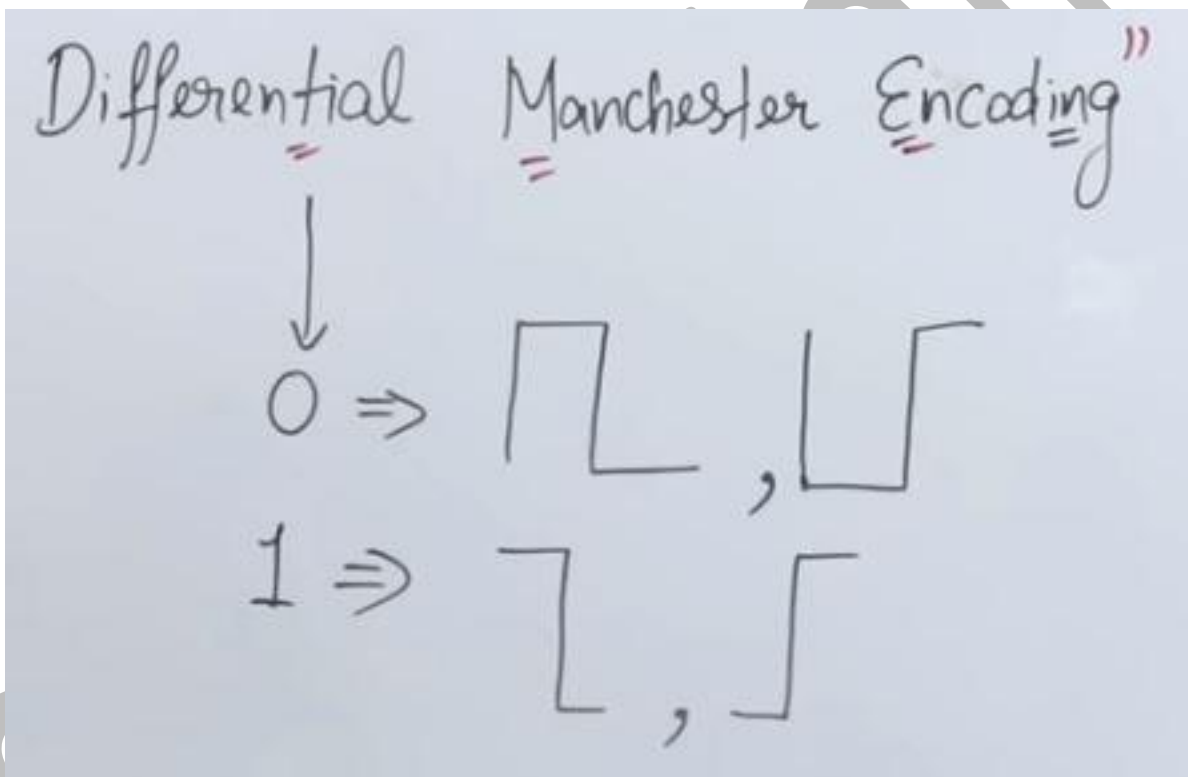 Differential Manchester Encoding"
0 ⇒ ,
1 ⇒ ,